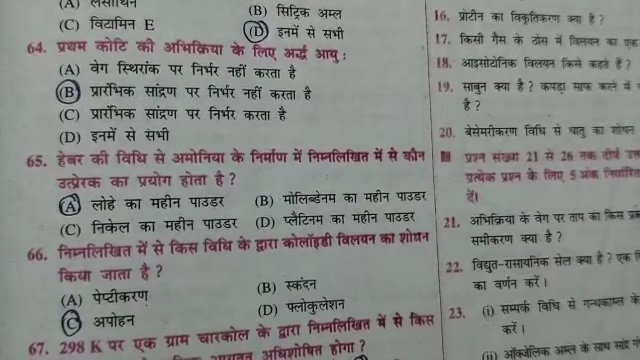 (A) लेसीथिन
(B) सिट्रिक अम्ल
(C) विटामिन E
(D) इनमें से सभी
64. प्रथम कोटि की अभिक्रिया के लिए अर्द्ध आयु :
(A) वेग स्थिरांक पर निर्भर नहीं करता है
(B) प्रारंभिक सांद्रण पर निर्भर नहीं करता है
(C) प्रारंभिक सांद्रण पर निर्भर करता है
(D) इनमें से सभी
65. हेबर की विधि से अमोनिया के निर्माण में निम्नलिखित में से कौन
उत्प्रेरक का प्रयोग होता है ?
(A) लोहे का महीन पाउडर
(B) मोलिब्डेनम का महीन पाउडर
(C) निकेल का महीन पाउडर
(D) प्लैटिनम का महीन पाउडर
66. निम्नलिखित में से किस विधि के द्वारा कोलॉइडी विलयन का शोधन
किया जाता है ?
(A) पेप्टीकरण
(B) स्कंदन
(C) अपोहन
(D) फ्लोकुलेशन
67. 298 K पर एक ग्राम चारकोल के द्वारा निम्नलिखित में से किस
आयतन अधिशोषित होगा ?
16. प्रोटीन का विकृतिकरण क्या है ?
17. किसी गैस के ठोस में विलयन का एक
18. आइसोटोनिक विलयन किसे कहते हैं ?
19. साबुन क्या है ? कपड़ा साफ करने में
है ?
20. बेसेमरीकरण विधि से धातु का शोधन
प्रश्न संख्या 21 से 26 तक दीर्घ
प्रत्येक प्रश्न के लिए 5 अंक निर्धारित
दें।
21. अभिक्रिया के वेग पर ताप का किस
समीकरण क्या है ?
22. विद्युत-रासायनिक सेल क्या है ? एक
का वर्णन करें ।
23. (i) सम्पर्क विधि से गन्धकाम्ल के
करें ।
(ii) ऑक्जेलिक अम्ल के साथ सांद्र